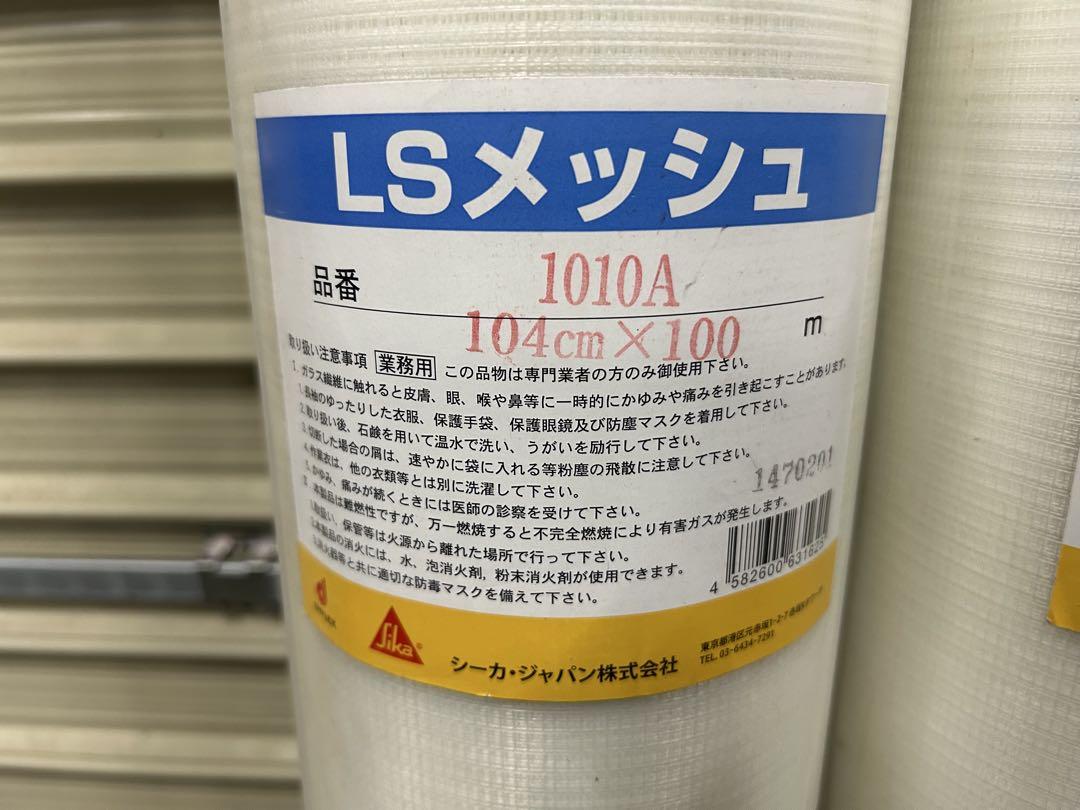 LSメッシュ
品番 1010A
104cm×100 m
取り扱い注意事項 業務用 この品物は専門業者の方のみ御使用下さい。
1. ガラス繊維に触れると皮膚、眼、喉や鼻等に一時的にかゆみや痛みを引き起こすことがあります。
1. 長袖のゆったりした衣服、保護手袋、保護眼鏡及び防塵マスクを着用して下さい。
2. 取り扱い後、石鹸を用いて温水で洗い、うがいを励行して下さい。
3. 切断した場合の屑は、速やかに袋に入れる等粉塵の飛散に注意して下さい。
4. 作業衣は、他の衣類等とは別に洗濯して下さい。
5. かゆみ、痛みが続くときには医師の診察を受けて下さい。
本製品は難燃性ですが、万一燃焼すると不完全燃焼により有害ガスが発生します。
取扱い、保管等は火源から離れた場所で行って下さい。
本製品の消火には、水、泡消火剤，粉末消火剤が使用できます。
消火器等と共に適切な防毒マスクを備えて下さい。
1470201
4 582600 631625
Sika®
シーカ・ジャパン株式会社
東京都港区元赤坂1-2-7
TEL. 03-6434-7291